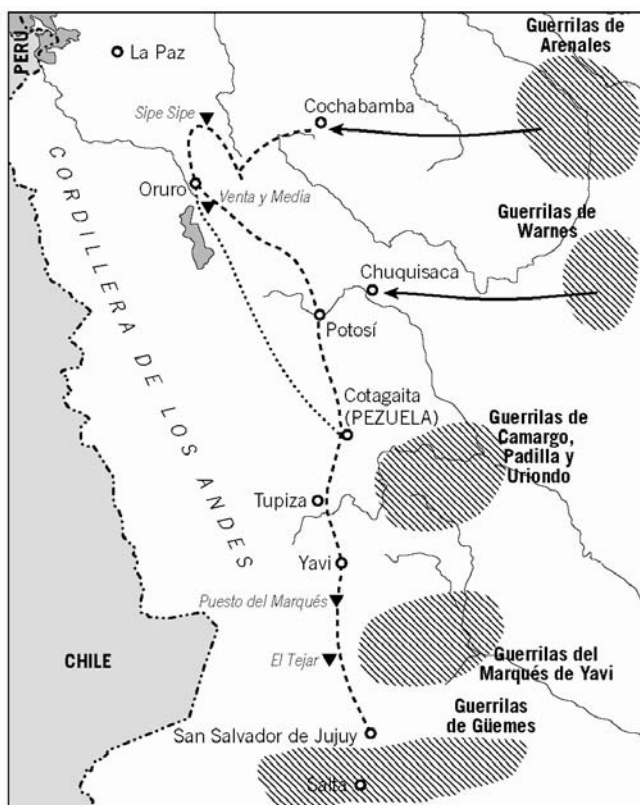 PERÚ
La Paz
Guerrilas de
Arenales
Sipe Sipe
Cochabamba
Oruro
Venta y Media
Guerrilas de
Warnes
Chuquisaca
Potosí
CORDILLERA DE LOS ANDES
Cotagaita
(PEZUELA)
Guerrilas de
Camargo,
Padilla y
Uriondo
Tupiza
Yavi
Puesto del Marqués
El Tejar
CHILE
Guerrilas del
Marqués de Yavi
Guerrilas
de Güemes
San Salvador de Jujuy
Salta